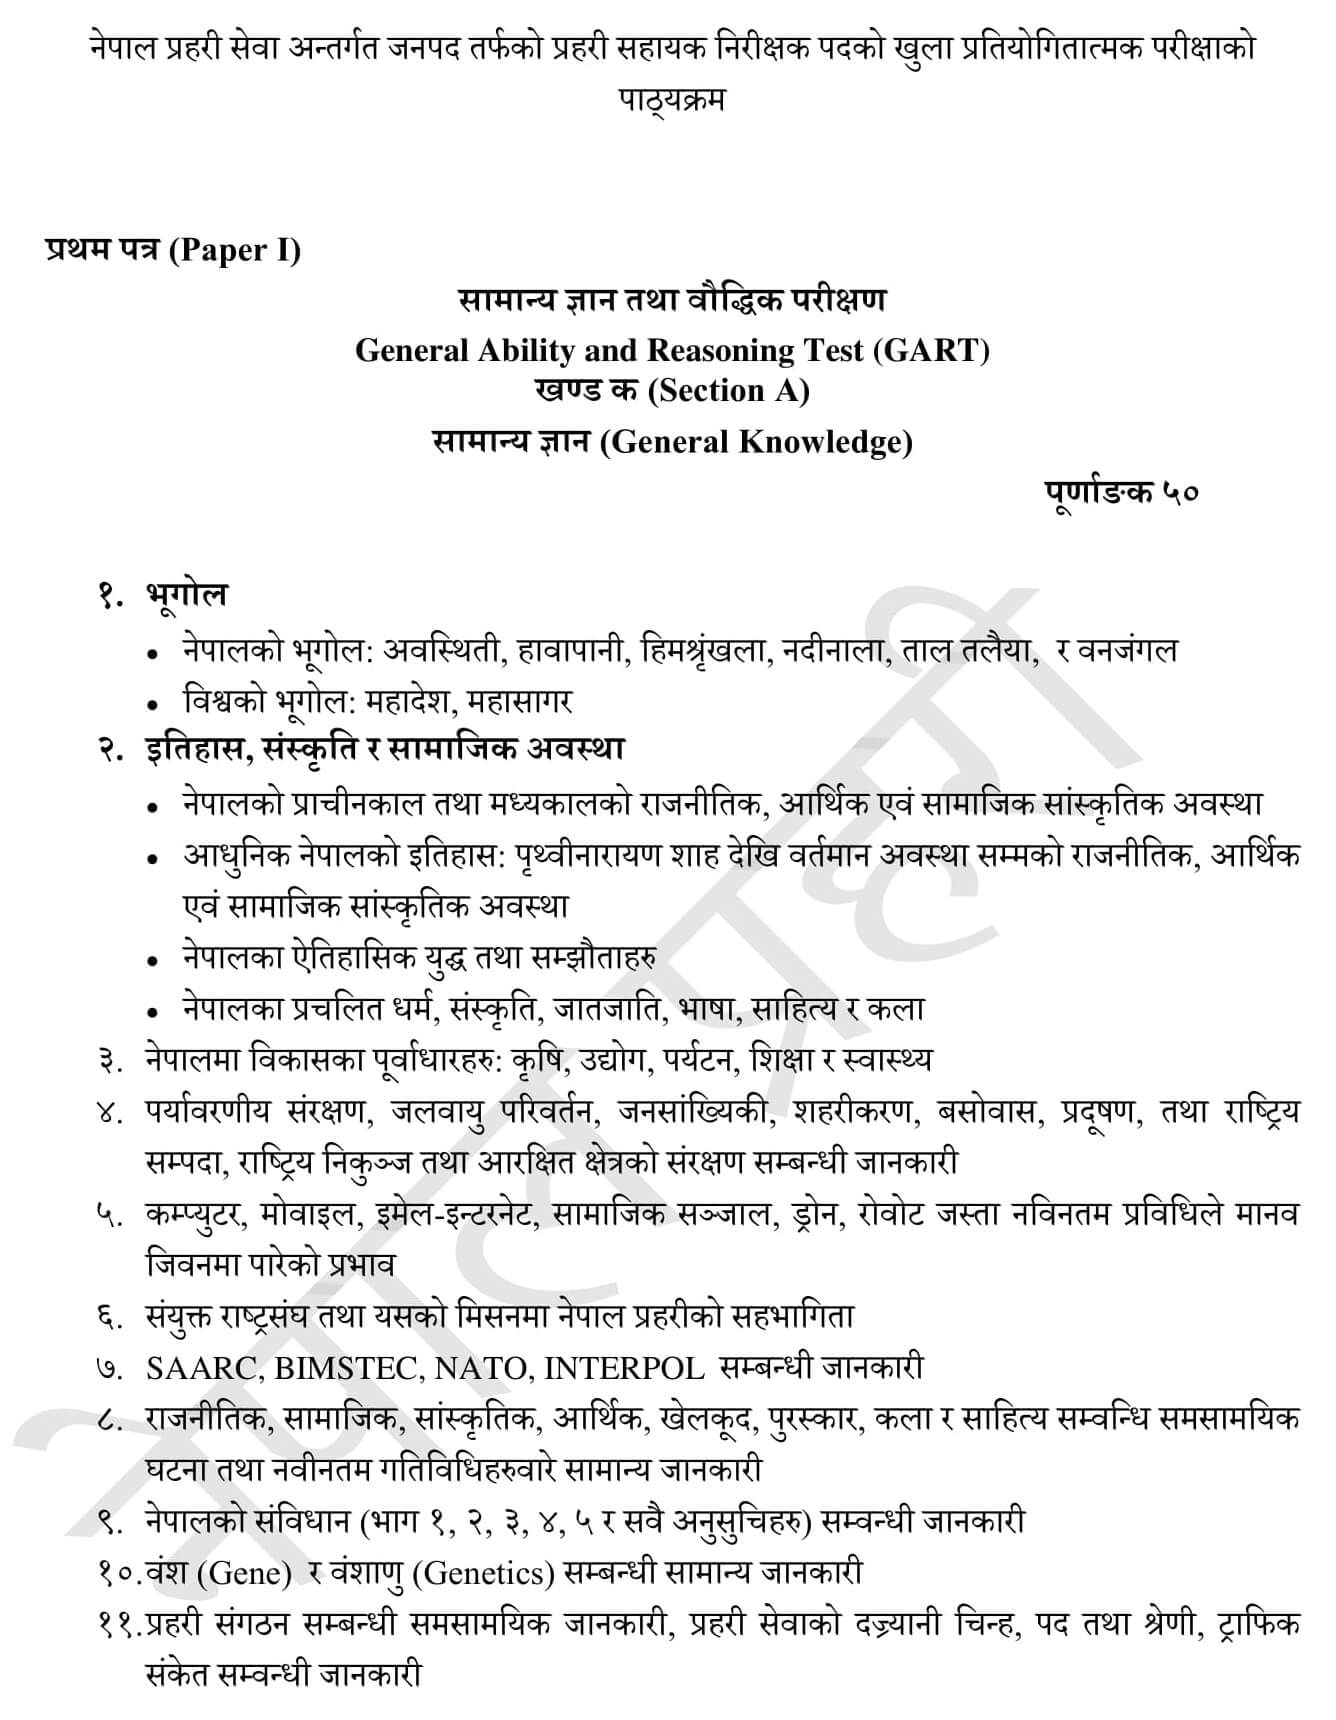 नेपाल प्रहरी सेवा अन्तर्गत जनपद तर्फको प्रहरी सहायक निरीक्षक पदको खुला प्रतियोगितात्मक परीक्षाको
पाठ्यक्रम
प्रथम पत्र (Paper I)
सामान्य ज्ञान तथा वौद्धिक परीक्षण
General Ability and Reasoning Test (GART)
खण्ड क (Section A)
सामान्य ज्ञान (General Knowledge)
पूर्णाङक ५०
१. भूगोल
• नेपालको भूगोल: अवस्थिती, हावापानी, हिमश्रृंखला, नदीनाला, ताल तलैया, र वनजंगल
• विश्वको भूगोल: महादेश, महासागर
२. इतिहास, संस्कृति र सामाजिक अवस्था
• नेपालको प्राचीनकाल तथा मध्यकालको राजनीतिक, आर्थिक एवं सामाजिक सांस्कृतिक अवस्था
• आधुनिक नेपालको इतिहास: पृथ्वीनारायण शाह देखि वर्तमान अवस्था सम्मको राजनीतिक, आर्थिक
एवं सामाजिक सांस्कृतिक अवस्था
• नेपालका ऐतिहासिक युद्ध तथा सम्झौताहरु
• नेपालका प्रचलित धर्म, संस्कृति, जातजाति, भाषा, साहित्य र कला
३. नेपालमा विकासका पूर्वाधारहरु: कृषि, उद्योग, पर्यटन, शिक्षा र स्वास्थ्य
४. पर्यावरणीय संरक्षण, जलवायु परिवर्तन, जनसांख्यिकी, शहरीकरण, बसोवास, प्रदूषण, तथा राष्ट्रिय
सम्पदा, राष्ट्रिय निकुञ्ज तथा आरक्षित क्षेत्रको संरक्षण सम्बन्धी जानकारी
५. कम्प्युटर, मोवाइल, इमेल-इन्टरनेट, सामाजिक सञ्जाल, ड्रोन, रोवोट जस्ता नविनतम प्रविधिले मानव
जिवनमा पारेको प्रभाव
६. संयुक्त राष्ट्रसंघ तथा यसको मिसनमा नेपाल प्रहरीको सहभागिता
७. SAARC, BIMSTEC, NATO, INTERPOL सम्बन्धी जानकारी
८. राजनीतिक, सामाजिक, सांस्कृतिक, आर्थिक, खेलकूद, पुरस्कार, कला र साहित्य सम्वन्धि समसामयिक
घटना तथा नवीनतम गतिविधिहरुवारे सामान्य जानकारी
९. नेपालको संविधान (भाग १, २, ३, ४, ५ र सवै अनुसुचिहरु) सम्वन्धी जानकारी
१०. वंश (Gene) र वंशाणु (Genetics) सम्बन्धी सामान्य जानकारी
११. प्रहरी संगठन सम्बन्धी समसामयिक जानकारी, प्रहरी सेवाको दर्ज्यानी चिन्ह, पद तथा श्रेणी, ट्राफिक
संकेत सम्वन्धी जानकारी
नेपाल प्रहरी